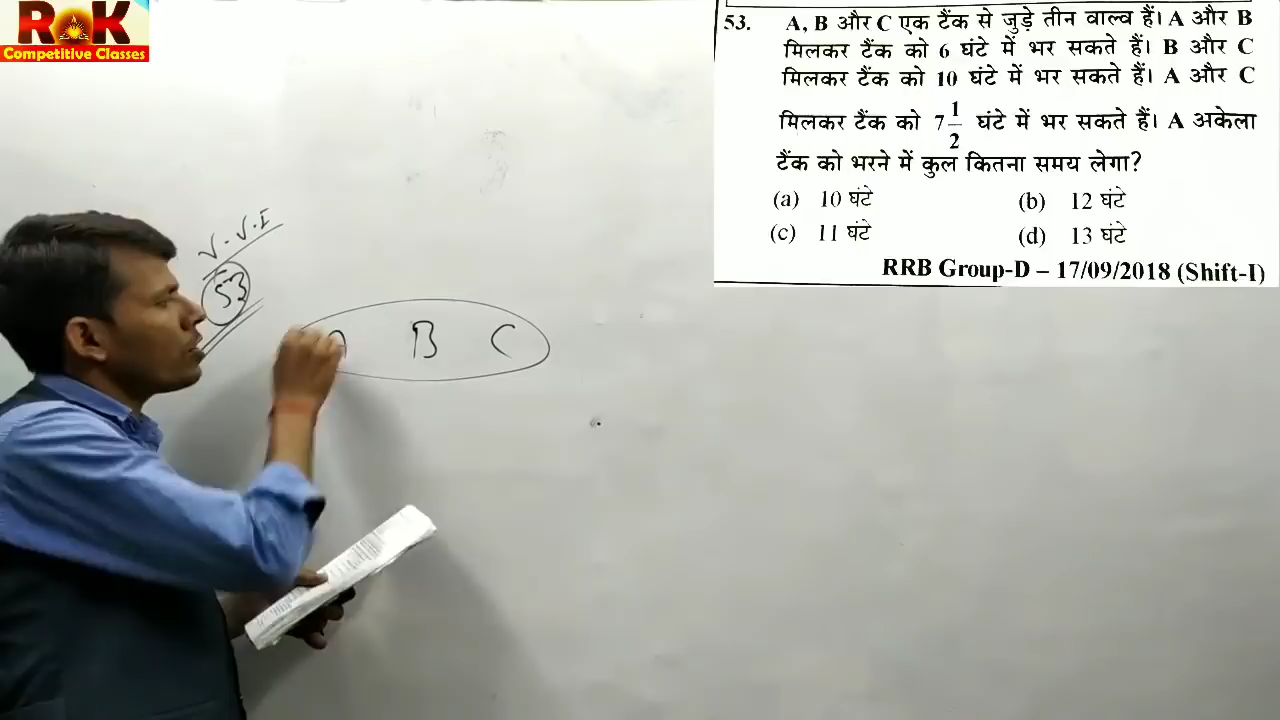 ROK
Competitive Classes
53. A, B और C एक टैंक से जुड़े तीन वाल्व हैं। A और B
मिलकर टैंक को 6 घंटे में भर सकते हैं। B और C
मिलकर टैंक को 10 घंटे में भर सकते हैं। A और C
मिलकर टैंक को 7 1/2 घंटे में भर सकते हैं। A अकेला
टैंक को भरने में कुल कितना समय लेगा?
(a) 10 घंटे (b) 12 घंटे
(c) 11 घंटे (d) 13 घंटे
RRB Group-D – 17/09/2018 (Shift-I)
V.V.I
53
B C